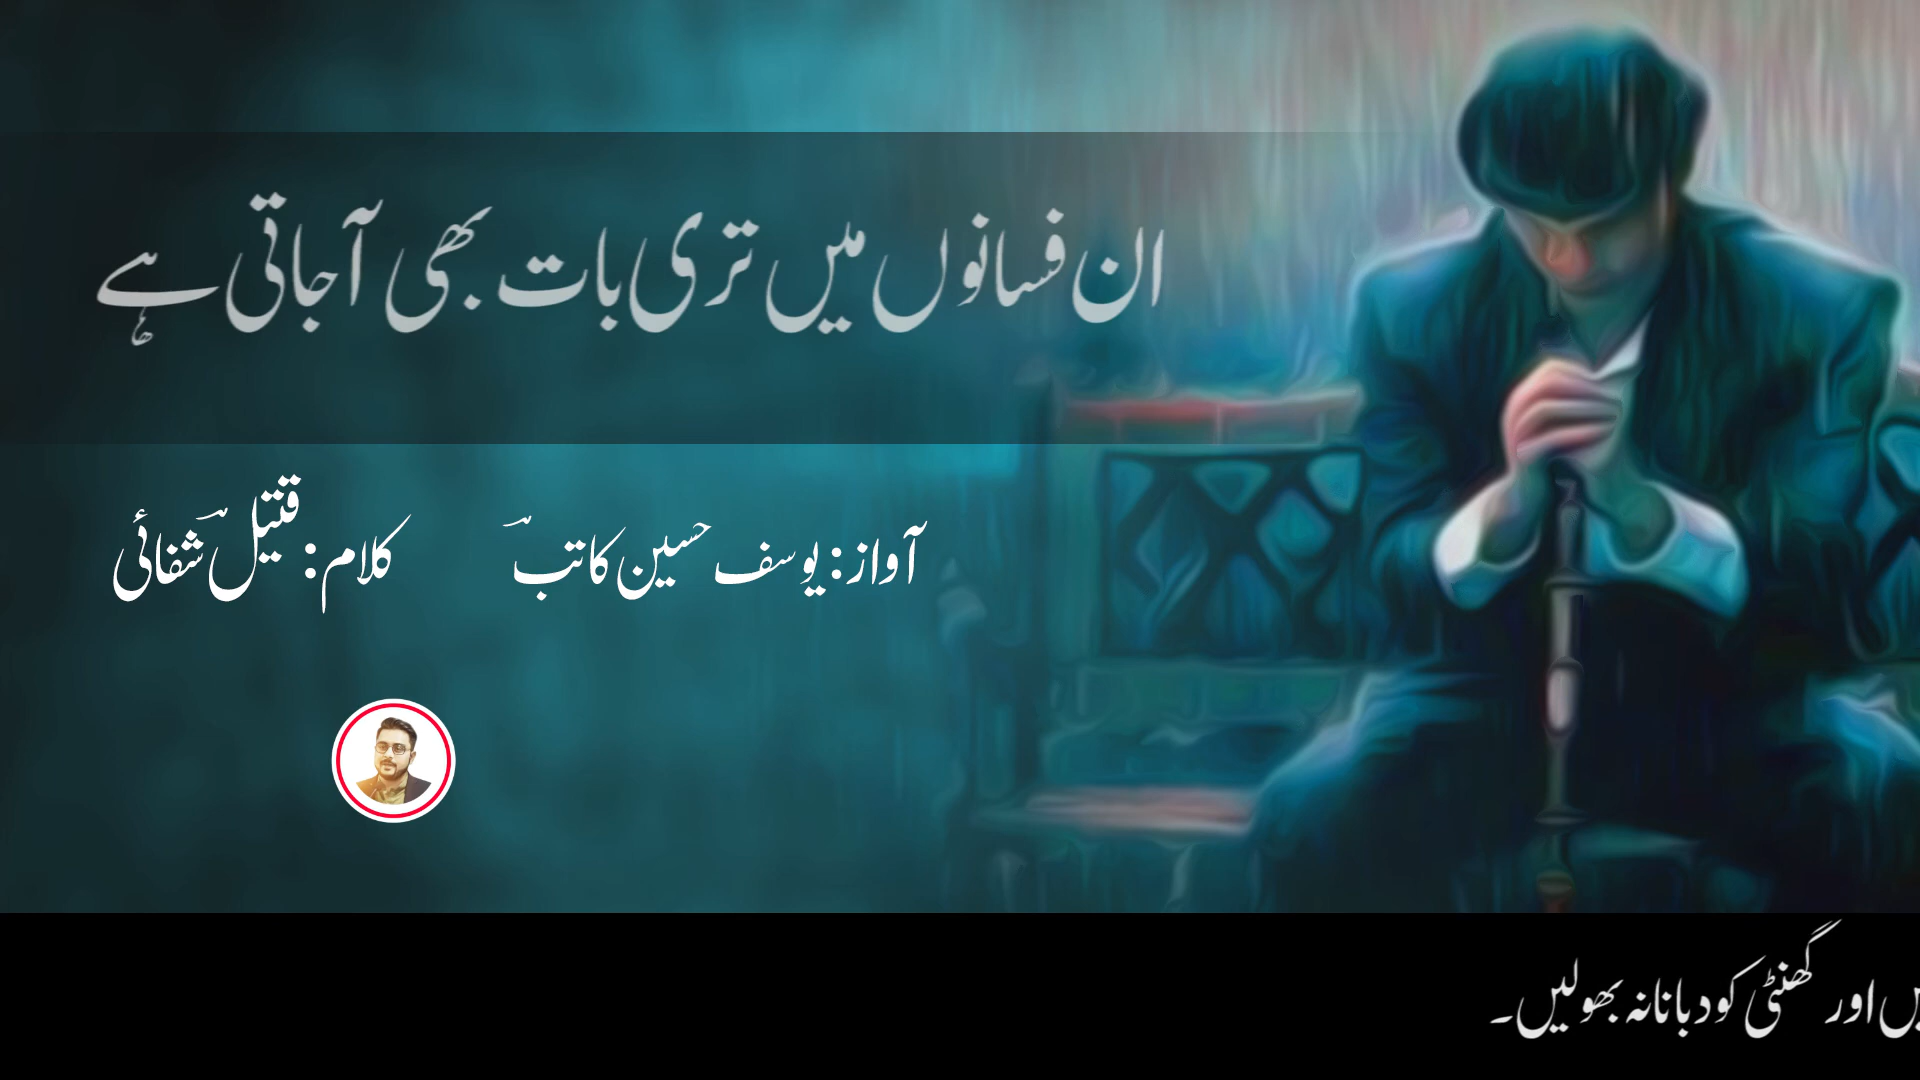 ان فسانوں میں تری بات بھی آجاتی ہے
آواز: یوسف حسین کاتبؔ کلام: قتیلؔ شفائی
اور گھنٹی کو دبانا نہ بھولیں۔